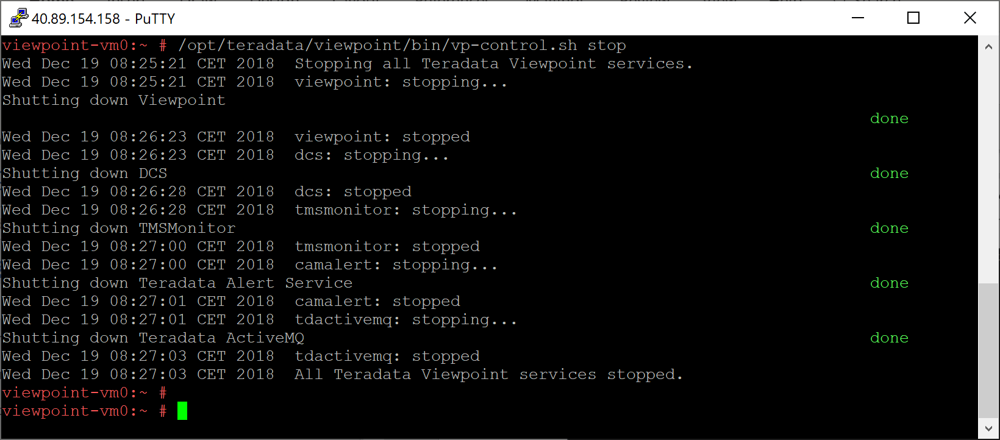 40.89.154.158 - PuTTY
viewpoint-vm0:~ # /opt/teradata/viewpoint/bin/vp-control.sh stop
Wed Dec 19 08:25:21 CET 2018  Stopping all Teradata Viewpoint services.
Wed Dec 19 08:25:21 CET 2018  viewpoint: stopping...
Shutting down Viewpoint
done
Wed Dec 19 08:26:23 CET 2018  viewpoint: stopped
Wed Dec 19 08:26:23 CET 2018  dcs: stopping...
Shutting down DCS done
Wed Dec 19 08:26:28 CET 2018  dcs: stopped
Wed Dec 19 08:26:28 CET 2018  tmsmonitor: stopping...
Shutting down TMSMonitor done
Wed Dec 19 08:27:00 CET 2018  tmsmonitor: stopped
Wed Dec 19 08:27:00 CET 2018  camalert: stopping...
Shutting down Teradata Alert Service done
Wed Dec 19 08:27:01 CET 2018  camalert: stopped
Wed Dec 19 08:27:01 CET 2018  tdactivemq: stopping...
Shutting down Teradata ActiveMQ done
Wed Dec 19 08:27:03 CET 2018  tdactivemq: stopped
Wed Dec 19 08:27:03 CET 2018  All Teradata Viewpoint services stopped.
viewpoint-vm0:~ #
viewpoint-vm0:~ #